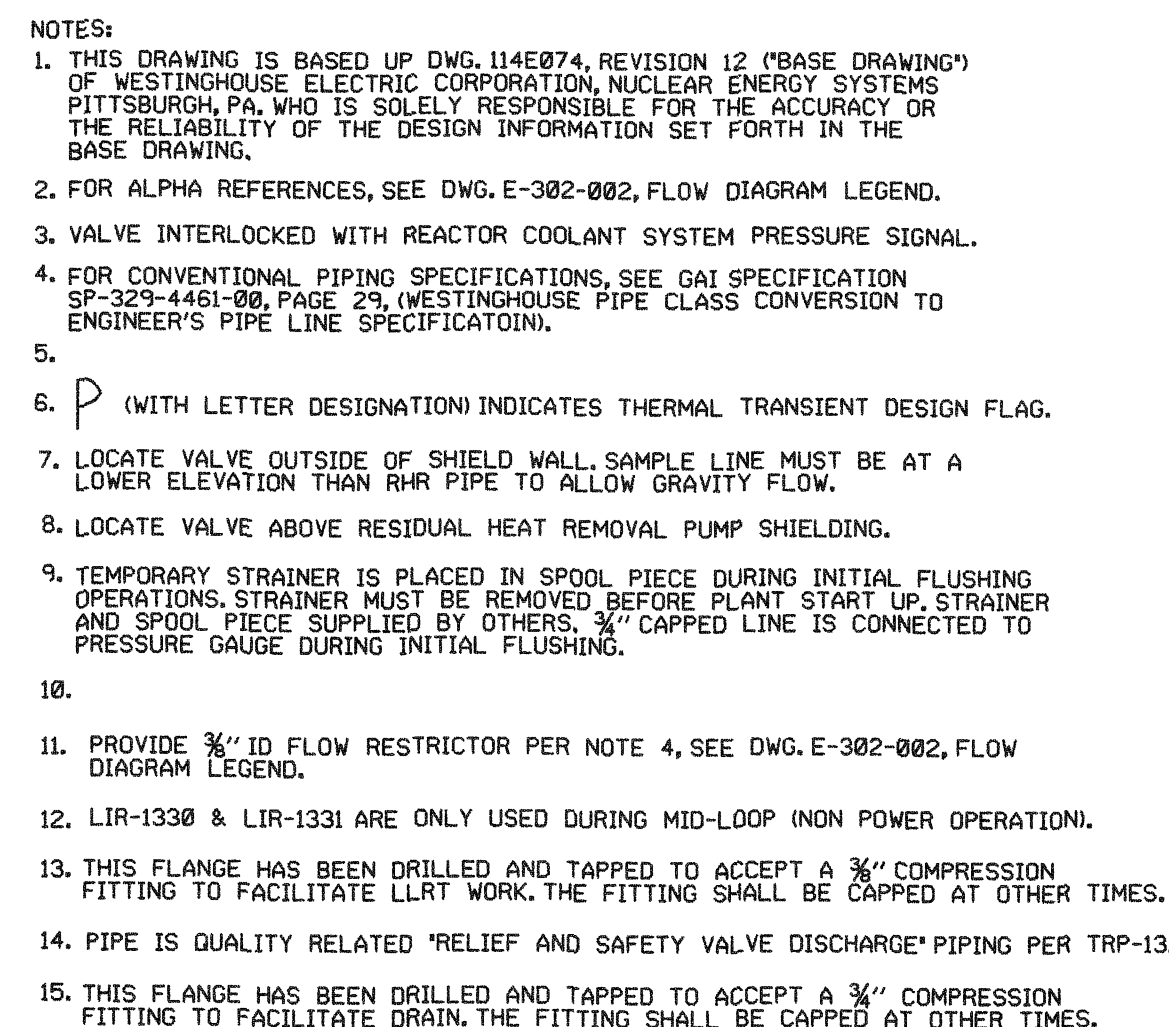 NOTES:
1. THIS DRAWING IS BASED UP DWG. 114E074, REVISION 12 ("BASE DRAWING")
OF WESTINGHOUSE ELECTRIC CORPORATION, NUCLEAR ENERGY SYSTEMS
PITTSBURGH, PA. WHO IS SOLELY RESPONSIBLE FOR THE ACCURACY OR
THE RELIABILITY OF THE DESIGN INFORMATION SET FORTH IN THE
BASE DRAWING.
2. FOR ALPHA REFERENCES, SEE DWG. E-302-002, FLOW DIAGRAM LEGEND.
3. VALVE INTERLOCKED WITH REACTOR COOLANT SYSTEM PRESSURE SIGNAL.
4. FOR CONVENTIONAL PIPING SPECIFICATIONS, SEE GAI SPECIFICATION
SP-329-4461-00, PAGE 29, (WESTINGHOUSE PIPE CLASS CONVERSION TO
ENGINEER'S PIPE LINE SPECIFICATOIN).
5.
6. P (WITH LETTER DESIGNATION) INDICATES THERMAL TRANSIENT DESIGN FLAG.
7. LOCATE VALVE OUTSIDE OF SHIELD WALL. SAMPLE LINE MUST BE AT A
LOWER ELEVATION THAN RHR PIPE TO ALLOW GRAVITY FLOW.
8. LOCATE VALVE ABOVE RESIDUAL HEAT REMOVAL PUMP SHIELDING.
9. TEMPORARY STRAINER IS PLACED IN SPOOL PIECE DURING INITIAL FLUSHING
OPERATIONS. STRAINER MUST BE REMOVED BEFORE PLANT START UP. STRAINER
AND SPOOL PIECE SUPPLIED BY OTHERS. 3/4" CAPPED LINE IS CONNECTED TO
PRESSURE GAUGE DURING INITIAL FLUSHING.
10.
11. PROVIDE 3/8" ID FLOW RESTRICTOR PER NOTE 4, SEE DWG. E-302-002, FLOW
DIAGRAM LEGEND.
12. LIR-1330 & LIR-1331 ARE ONLY USED DURING MID-LOOP (NON POWER OPERATION).
13. THIS FLANGE HAS BEEN DRILLED AND TAPPED TO ACCEPT A 3/8" COMPRESSION
FITTING TO FACILITATE LLRT WORK. THE FITTING SHALL BE CAPPED AT OTHER TIMES.
14. PIPE IS QUALITY RELATED "RELIEF AND SAFETY VALVE DISCHARGE" PIPING PER TRP-13
15. THIS FLANGE HAS BEEN DRILLED AND TAPPED TO ACCEPT A 3/4" COMPRESSION
FITTING TO FACILITATE DRAIN. THE FITTING SHALL BE CAPPED AT OTHER TIMES.